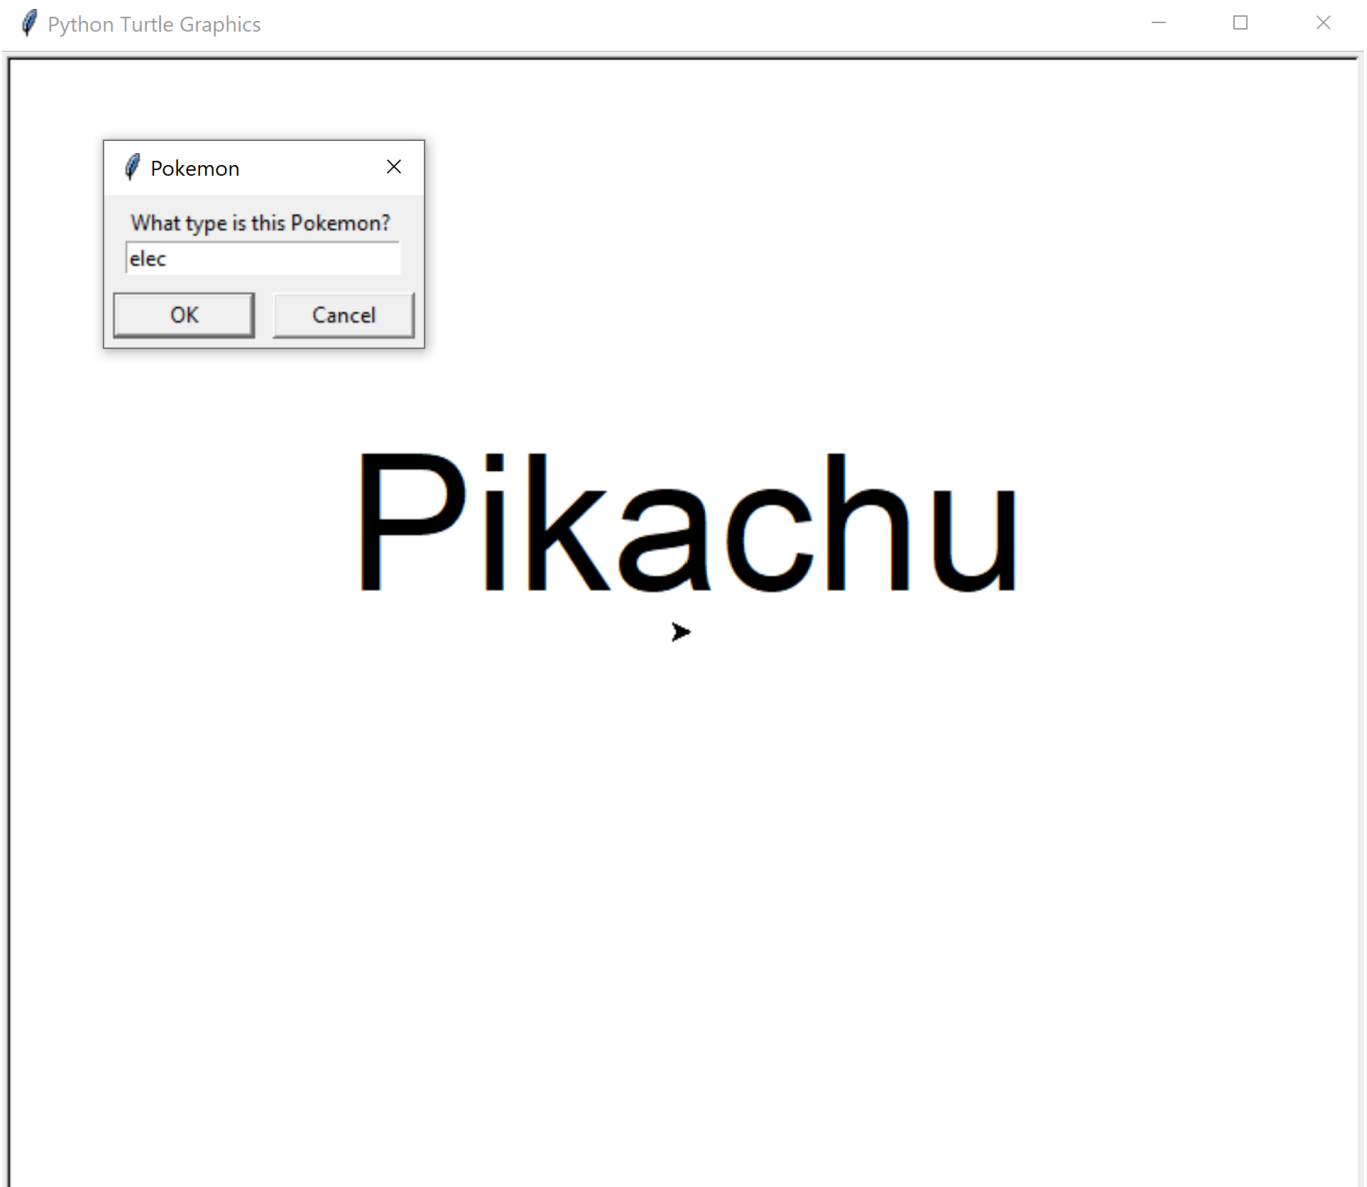 Python Turtle Graphics
Pokemon
What type is this Pokemon?
elec
OK Cancel
Pikachu